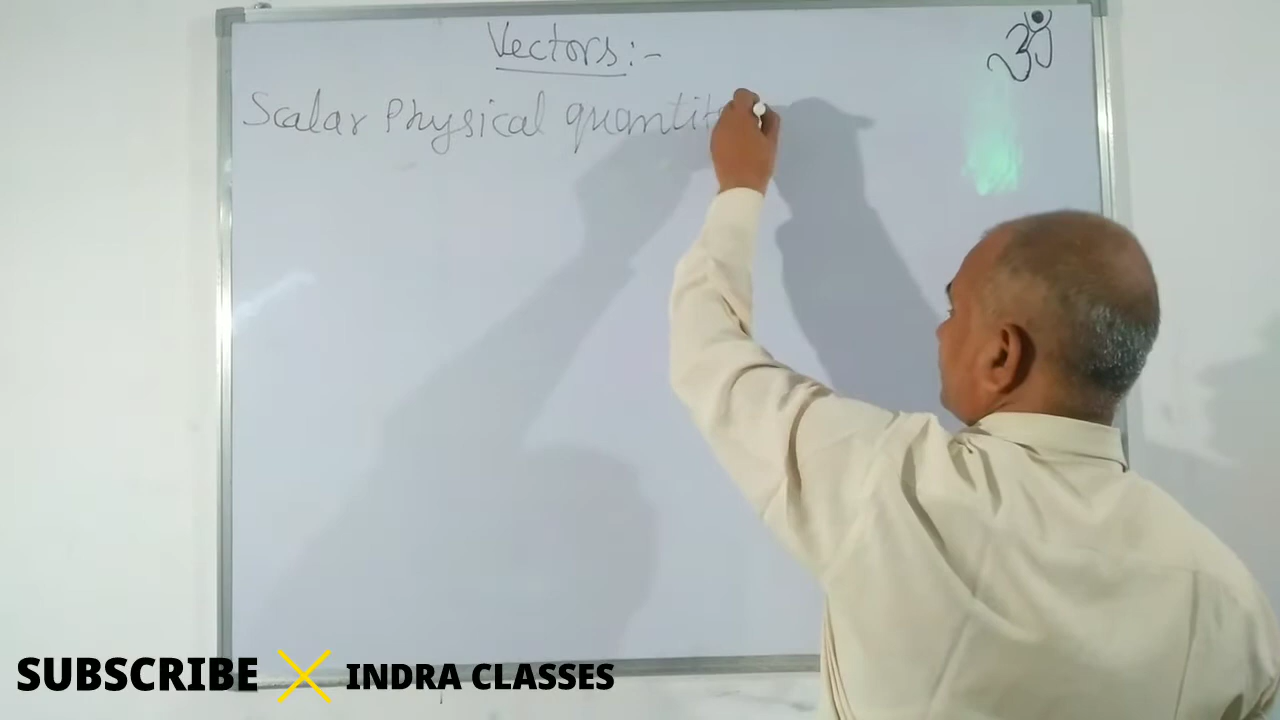 Vectors:-
ॐ
Scalar Physical quantit
SUBSCRIBE INDRA CLASSES